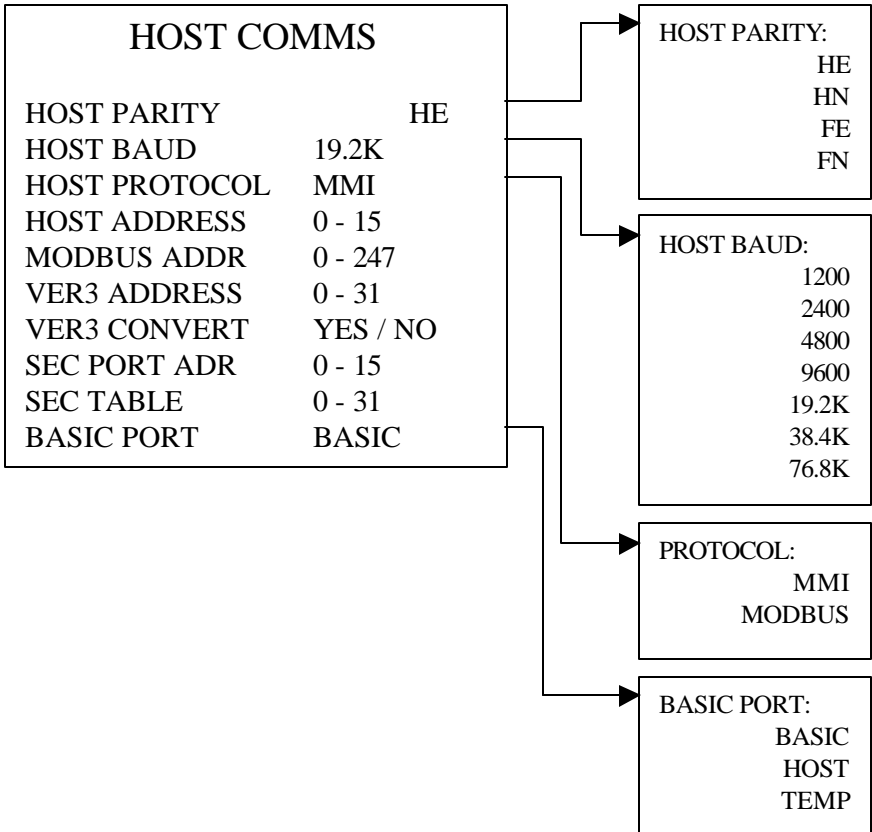 HOST COMMS
HOST PARITY HE
HOST BAUD 19.2K
HOST PROTOCOL MMI
HOST ADDRESS 0 - 15
MODBUS ADDR 0 - 247
VER3 ADDRESS 0 - 31
VER3 CONVERT YES / NO
SEC PORT ADR 0 - 15
SEC TABLE 0 - 31
BASIC PORT BASIC
HOST PARITY:
HE
HN
FE
FN
HOST BAUD:
1200
2400
4800
9600
19.2K
38.4K
76.8K
PROTOCOL:
MMI
MODBUS
BASIC PORT:
BASIC
HOST
TEMP